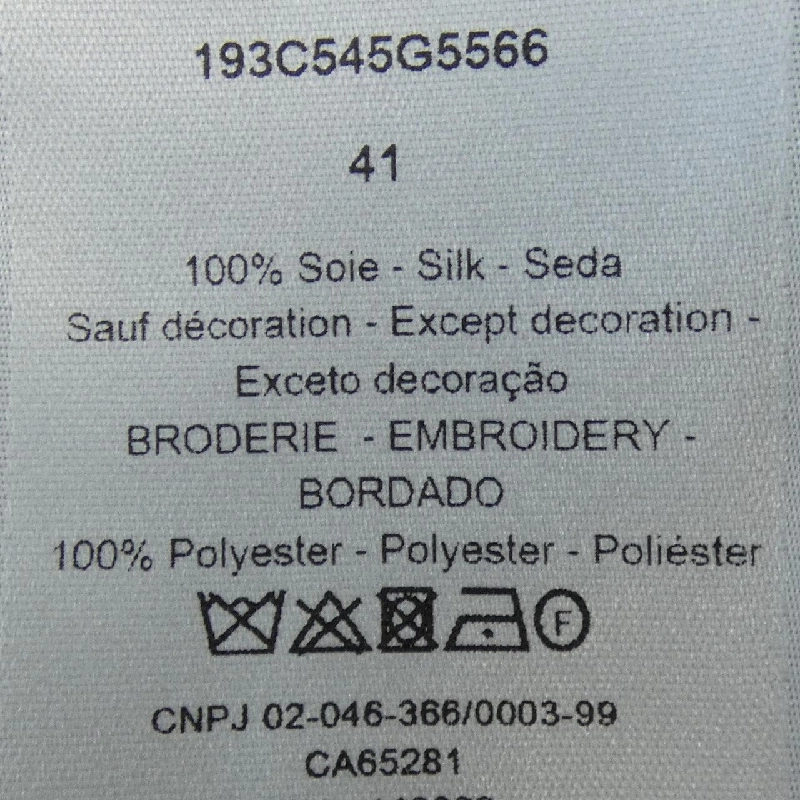 193C545G5566
41
100% Soie - Silk - Seda
Sauf décoration - Except decoration -
Exceto decoração
BRODERIE - EMBROIDERY -
BORDADO
100% Polyester - Polyester - Poliéster
F
CNPJ 02-046-366/0003-99
CA65281